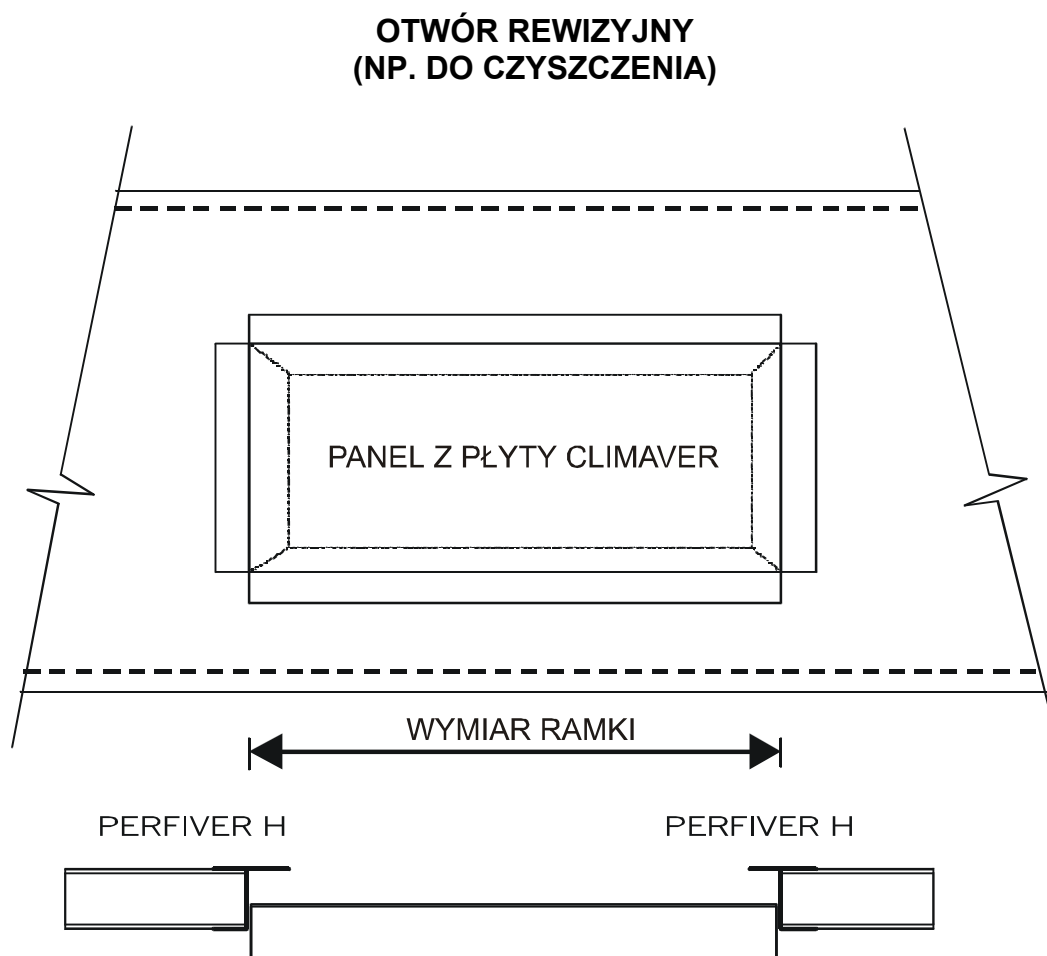 OTWÓR REWIZYJNY
(NP. DO CZYSZCZENIA)
PANEL Z PŁYTY CLIMAVER
WYMIAR RAMKI
PERFIVER H
PERFIVER H